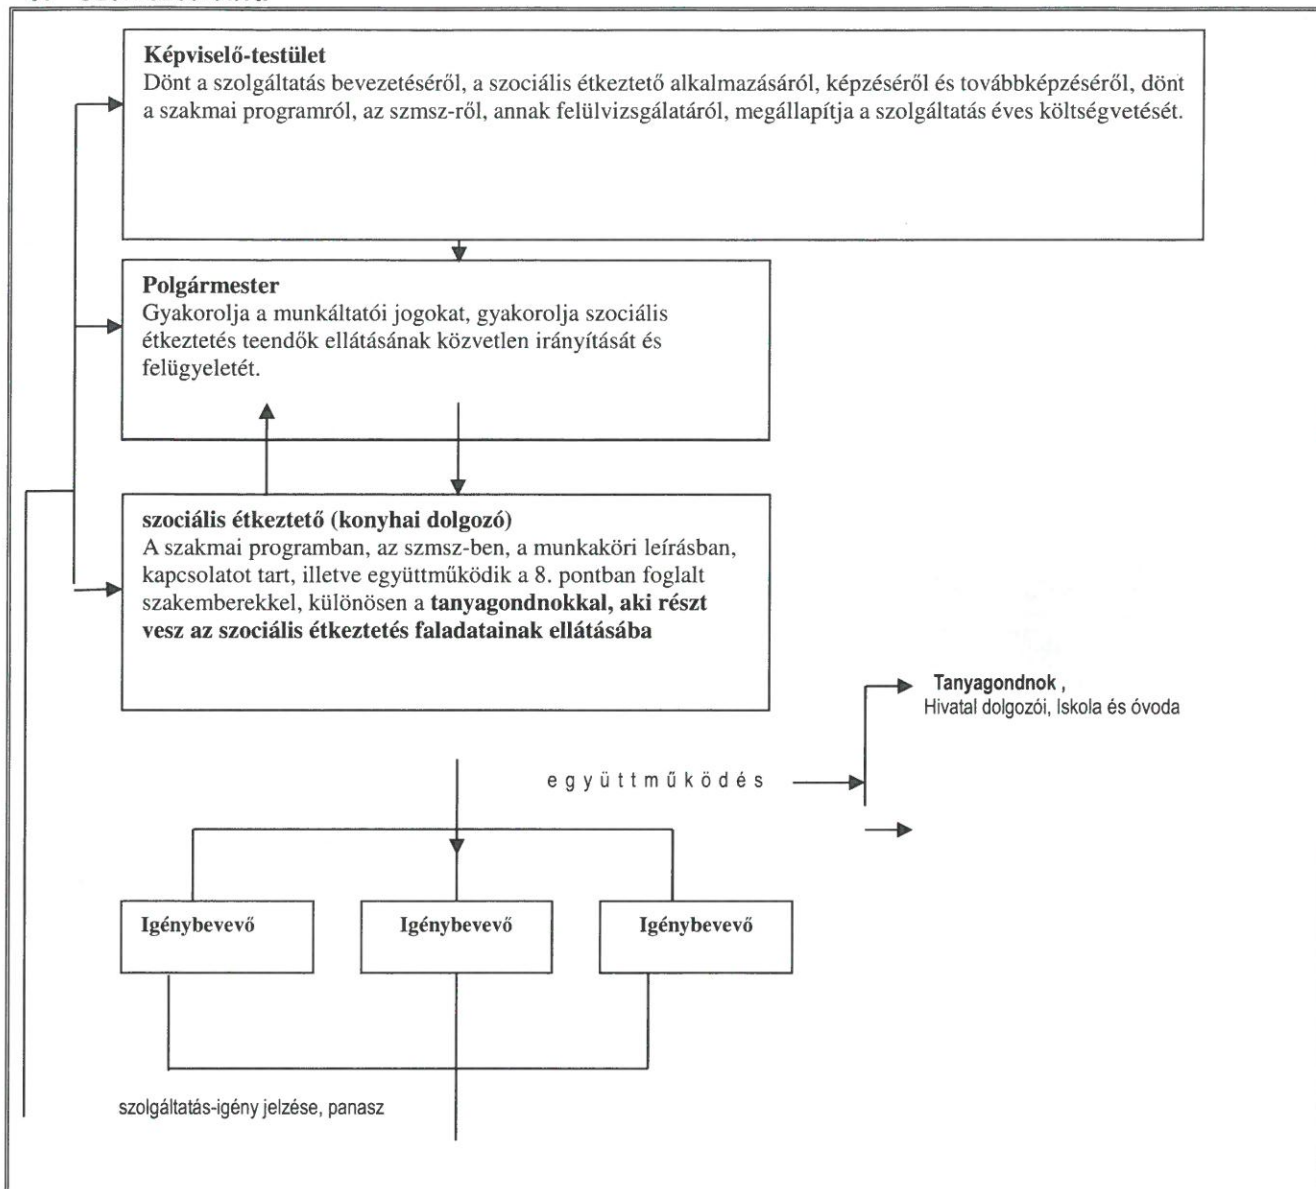 Képviselő-testület
Dönt a szolgáltatás bevezetéséről, a szociális étkeztető alkalmazásáról, képzéséről és továbbképzéséről, dönt
a szakmai programról, az szmsz-ről, annak felülvizsgálatáról, megállapítja a szolgáltatás éves költségvetését.
Polgármester
Gyakorolja a munkáltatói jogokat, gyakorolja szociális
étkeztetés teendők ellátásának közvetlen irányítását és
felügyeletét.
szociális étkeztető (konyhai dolgozó)
A szakmai programban, az szmsz-ben, a munkaköri leírásban,
kapcsolatot tart, illetve együttműködik a 8. pontban foglalt
szakemberekkel, különösen a tanyagondnokkal, aki részt
vesz az szociális étkeztetés faladatainak ellátásába
Tanyagondnok ,
Hivatal dolgozói, Iskola és óvoda
együttműködés
Igénybevevő
Igénybevevő
Igénybevevő
szolgáltatás-igény jelzése, panasz